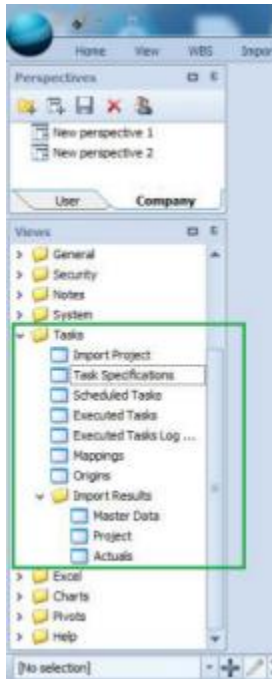 Home View WBS Impor
Perspectives
New perspective 1
New perspective 2
User Company
Views
General
Security
Notes
System
Tasks
Import Project
Task Specifications
Scheduled Tasks
Executed Tasks
Executed Tasks Log ...
Mappings
Origins
Import Results
Master Data
Project
Actuals
Excel
Charts
Pivots
Help
[No selection]